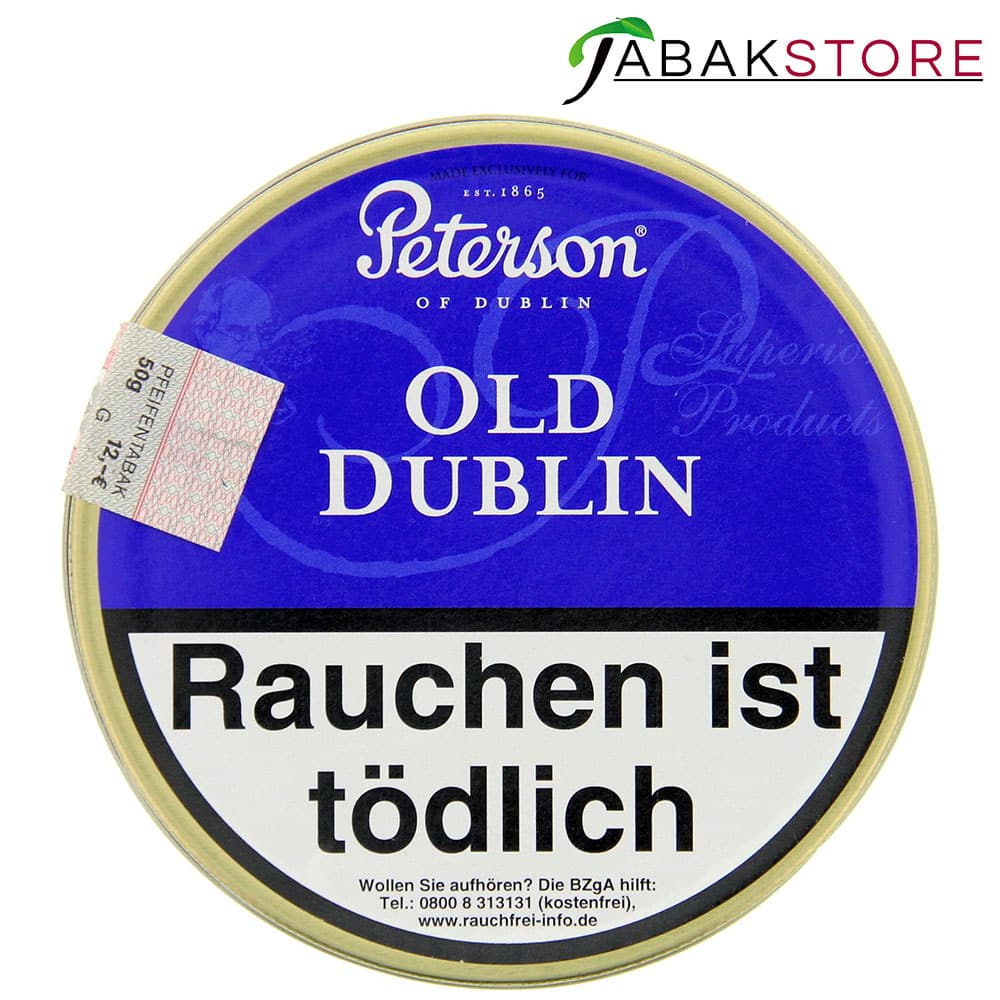 TABAKSTORE
MADE EXCLUSIVELY FOR
EST. 1865
Peterson®
OF DUBLIN
Superior
Products
OLD
DUBLIN
PFEIFENTABAK
50g G 12,-€
Rauchen ist
tödlich
Wollen Sie aufhören? Die BZgA hilft:
Tel.: 0800 8 313131 (kostenfrei),
www.rauchfrei-info.de